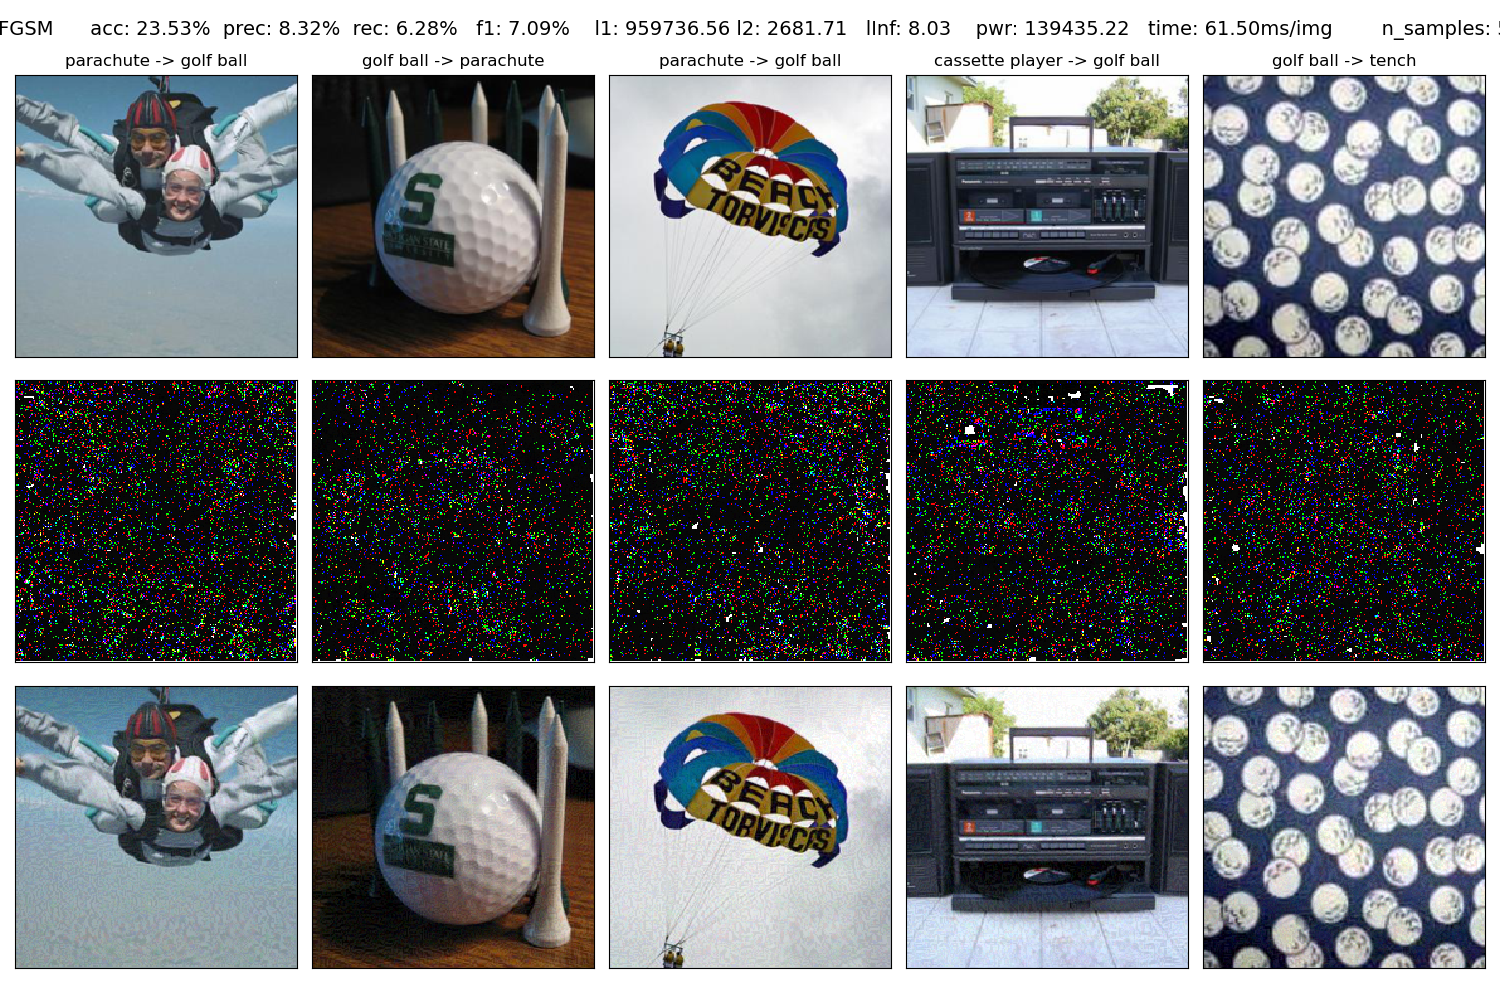 FGSM acc: 23.53% prec: 8.32% rec: 6.28% f1: 7.09% l1: 959736.56 l2: 2681.71 lInf: 8.03 pwr: 139435.22 time: 61.50ms/img n_samples:
parachute -> golf ball
golf ball -> parachute
parachute -> golf ball
cassette player -> golf ball
golf ball -> tench
S
BEACH
TORVISCAS
S
BEACH
TORVISCAS